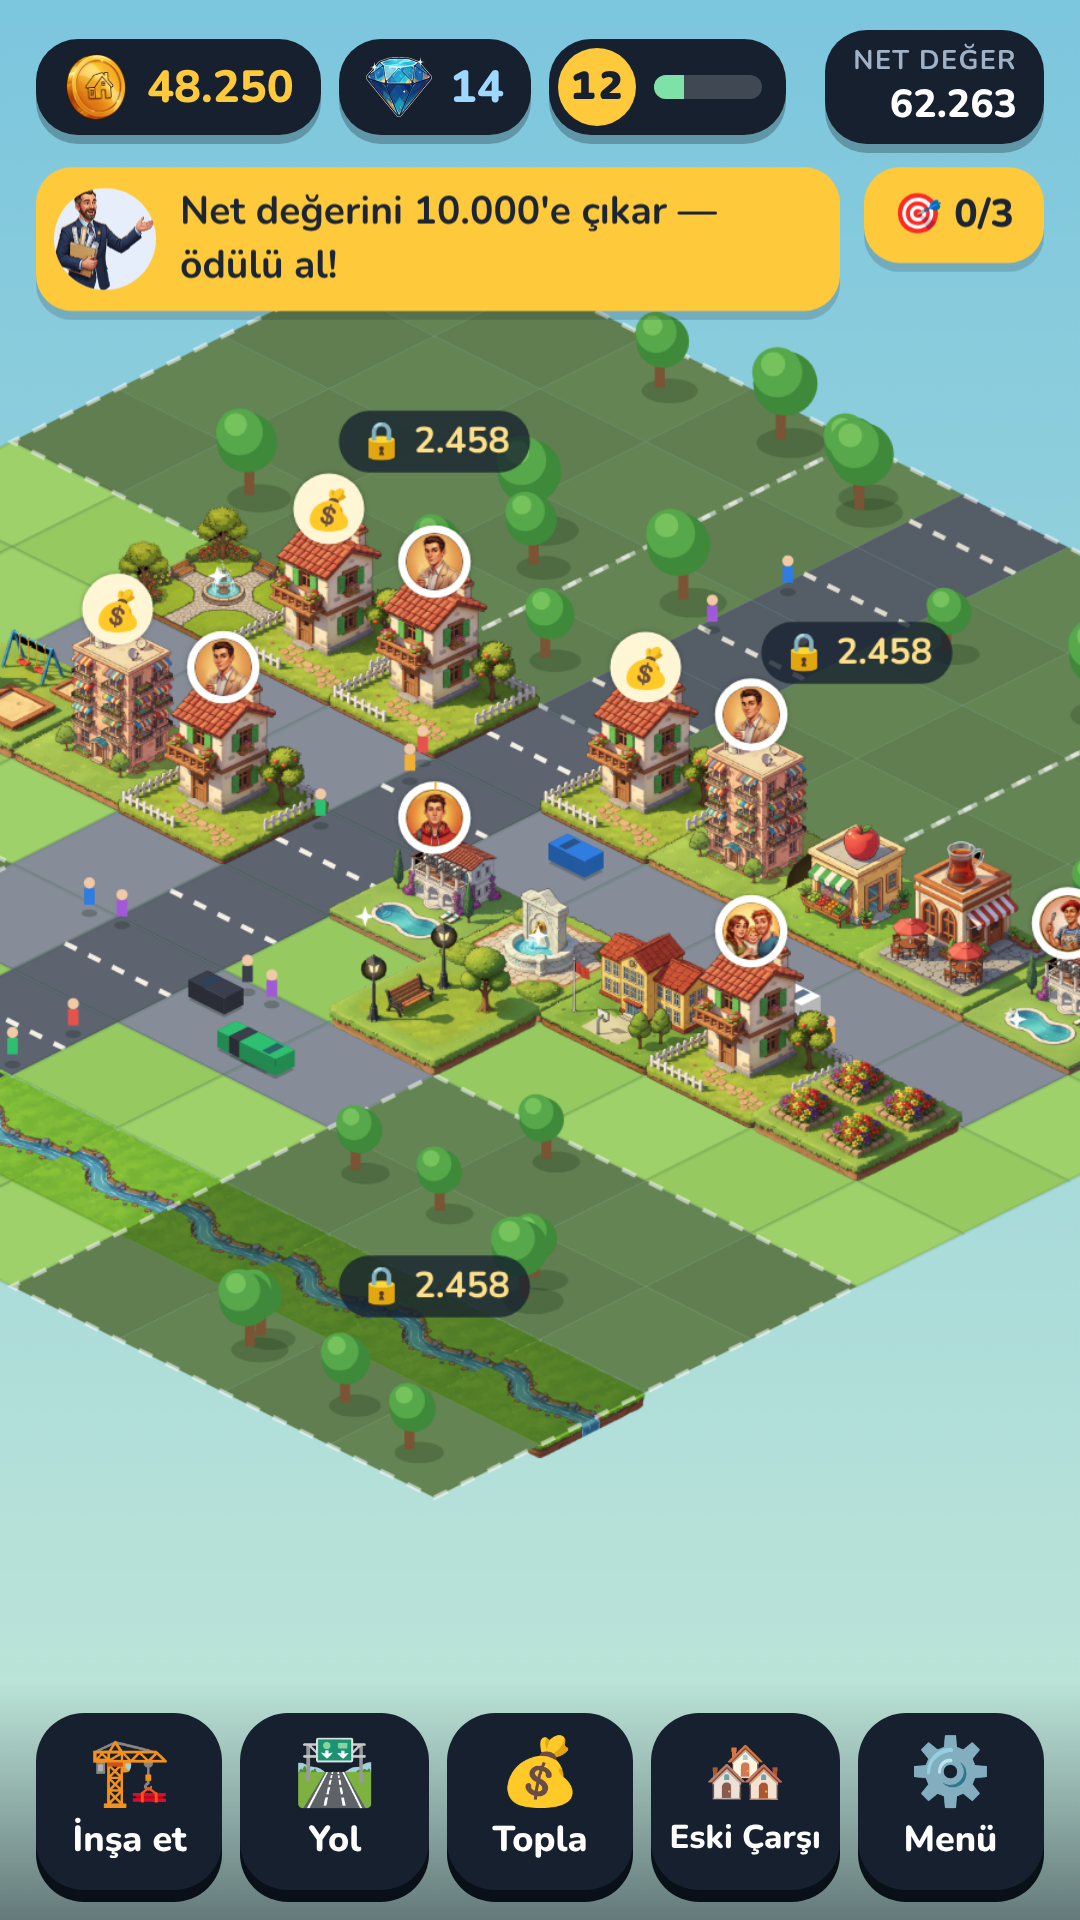 48.250
14
12
NET DEĞER
62.263
Net değerini 10.000'e çıkar —
ödülü al!
0/3
2.458
2.458
2.458
İnşa et
Yol
Topla
Eski Çarşı
Menü